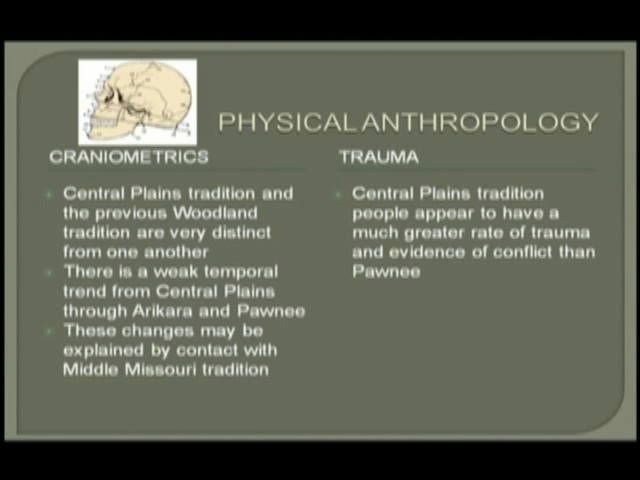 PHYSICAL ANTHROPOLOGY
CRANIOMETRICS
Central Plains tradition and
the previous Woodland
tradition are very distinct
from one another
There is a weak temporal
trend from Central Plains
through Arikara and Pawnee
These changes may be
explained by contact with
Middle Missouri tradition
TRAUMA
Central Plains tradition
people appear to have a
much greater rate of trauma
and evidence of conflict than
Pawnee